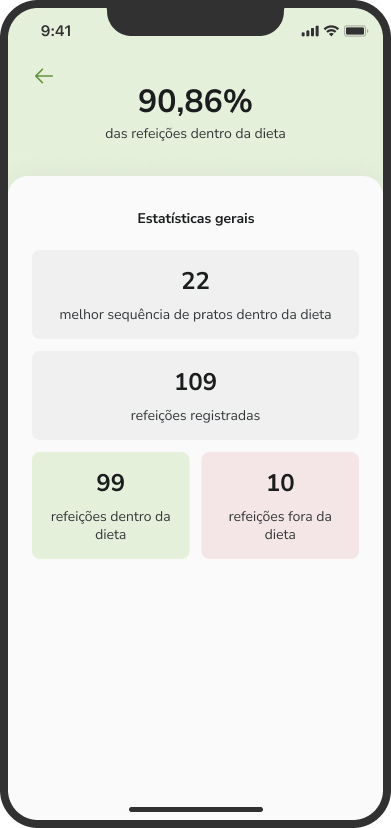 9:41
90,86%
das refeições dentro da dieta
Estatísticas gerais
22
melhor sequência de pratos dentro da dieta
109
refeições registradas
99
refeições dentro da
dieta
10
refeições fora da
dieta